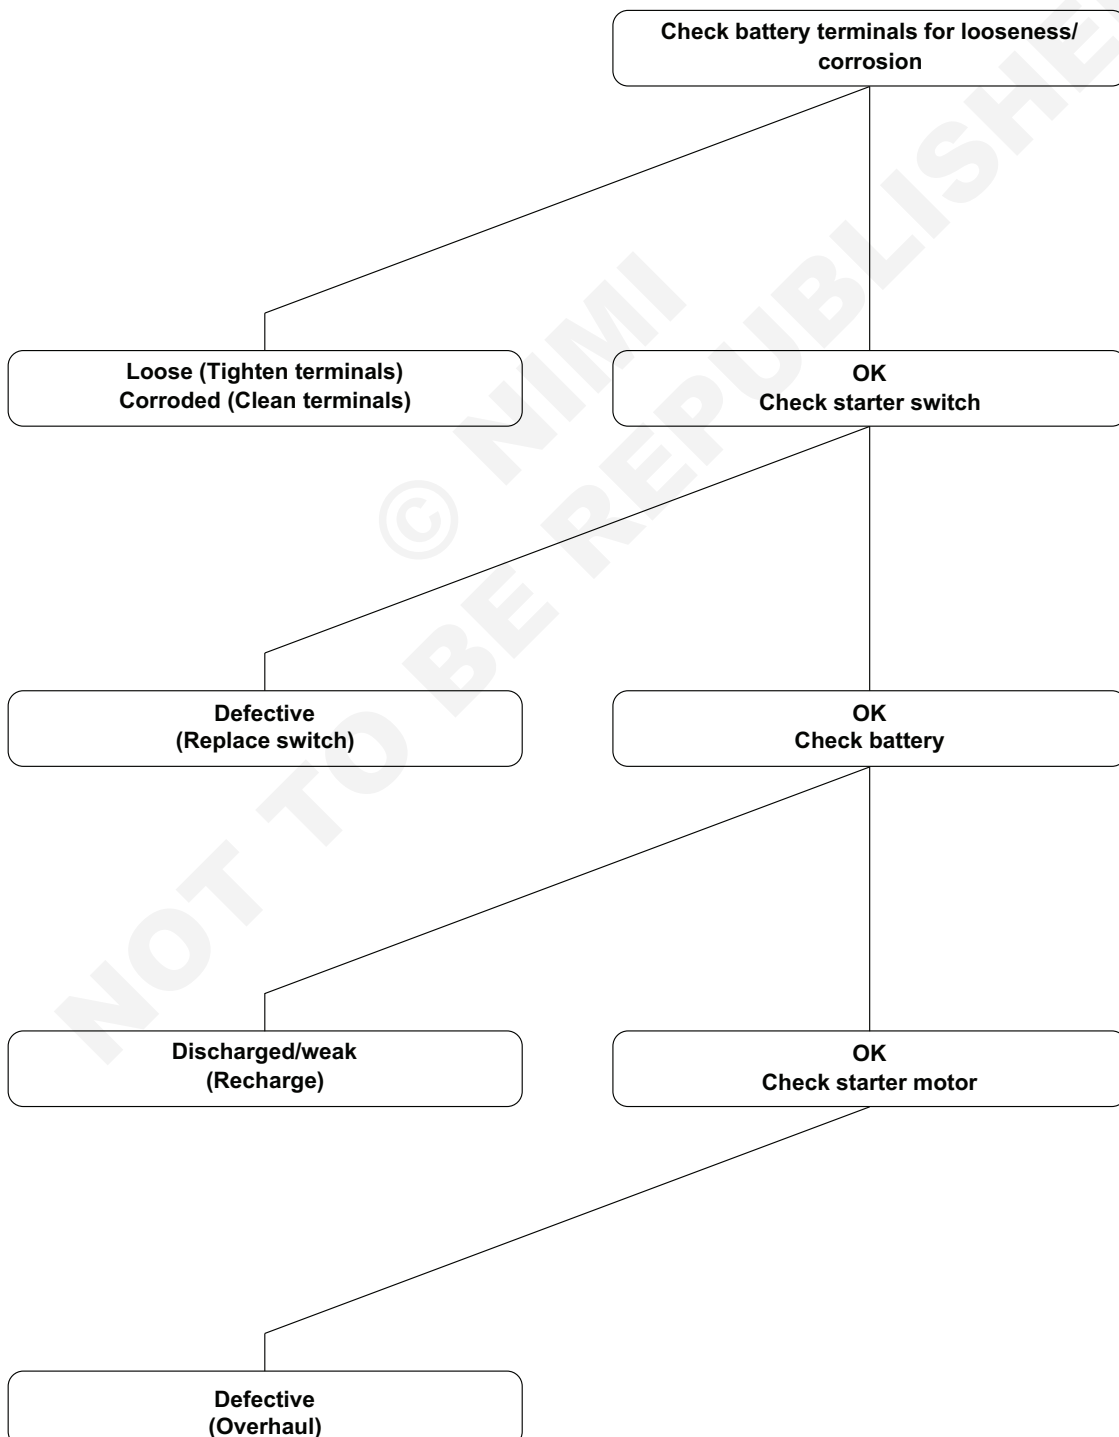 Check battery terminals for looseness/
corrosion
Loose (Tighten terminals)
Corroded (Clean terminals)
OK
Check starter switch
Defective
(Replace switch)
OK
Check battery
Discharged/weak
(Recharge)
OK
Check starter motor
Defective
(Overhaul)
© NIMI
NOT TO BE REPUBLISHE